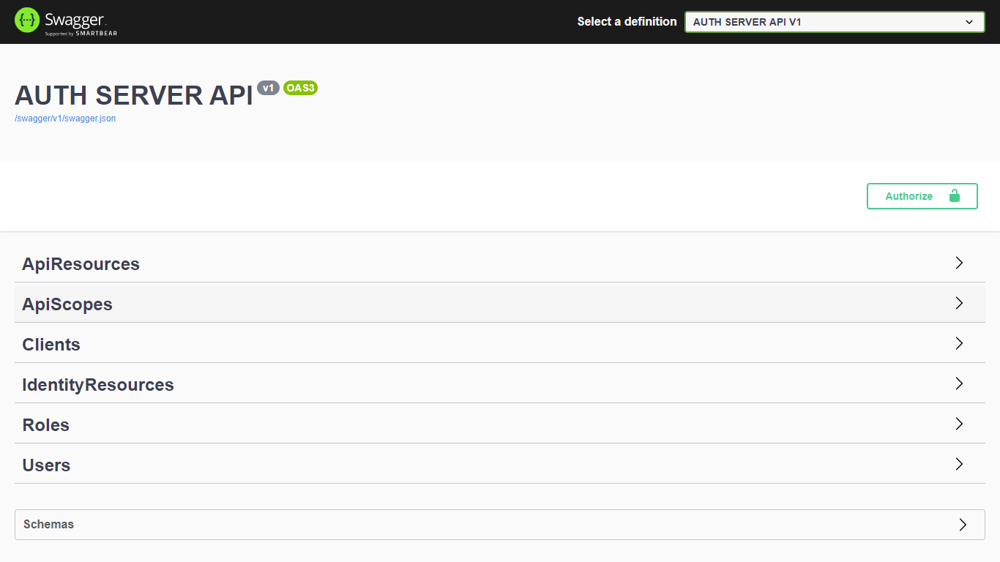 Swagger
Supported by SMARTBEAR
Select a definition
AUTH SERVER API V1
AUTH SERVER API v1 OAS3
/swagger/v1/swagger.json
Authorize
ApiResources
ApiScopes
Clients
IdentityResources
Roles
Users
Schemas